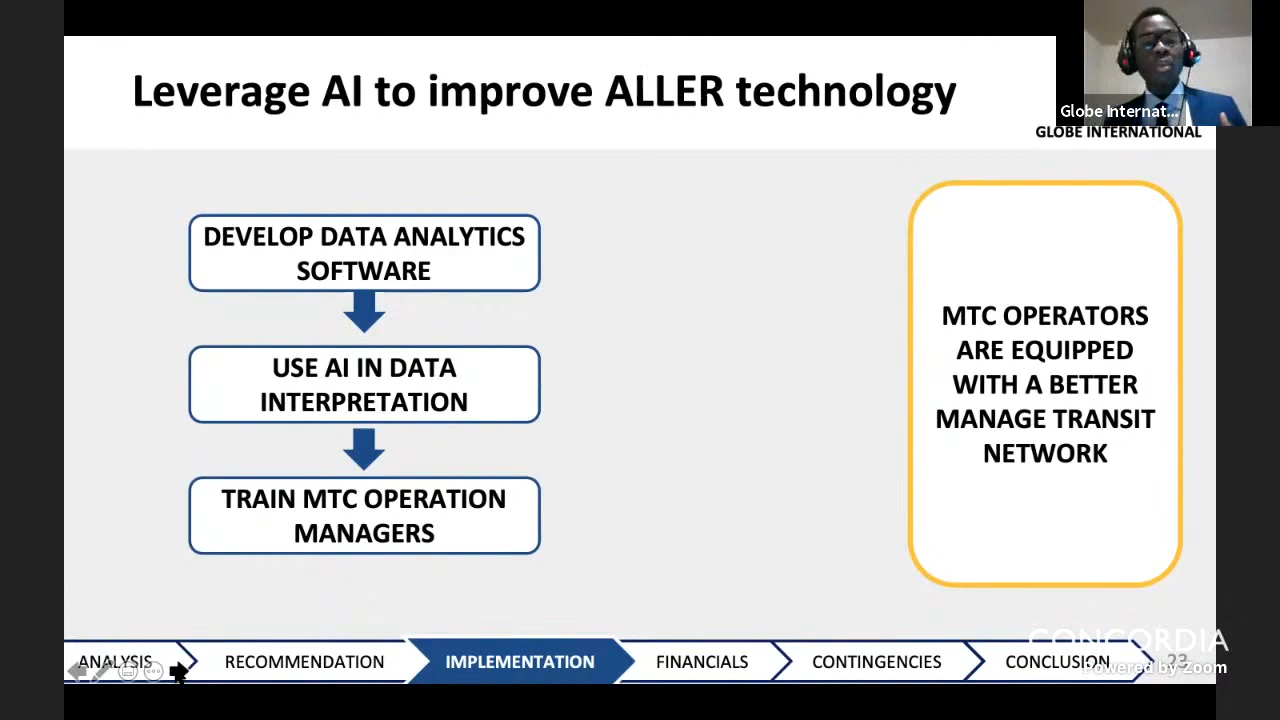 Leverage AI to improve ALLER technology
Globe Internat...
GLOBE INTERNATIONAL
DEVELOP DATA ANALYTICS
SOFTWARE
USE AI IN DATA
INTERPRETATION
TRAIN MTC OPERATION
MANAGERS
MTC OPERATORS
ARE EQUIPPED
WITH A BETTER
MANAGE TRANSIT
NETWORK
CONCORDIA
ANALYSIS
RECOMMENDATION
IMPLEMENTATION
FINANCIALS
CONTINGENCIES
CONCLUSION
23
Powered by Zoom